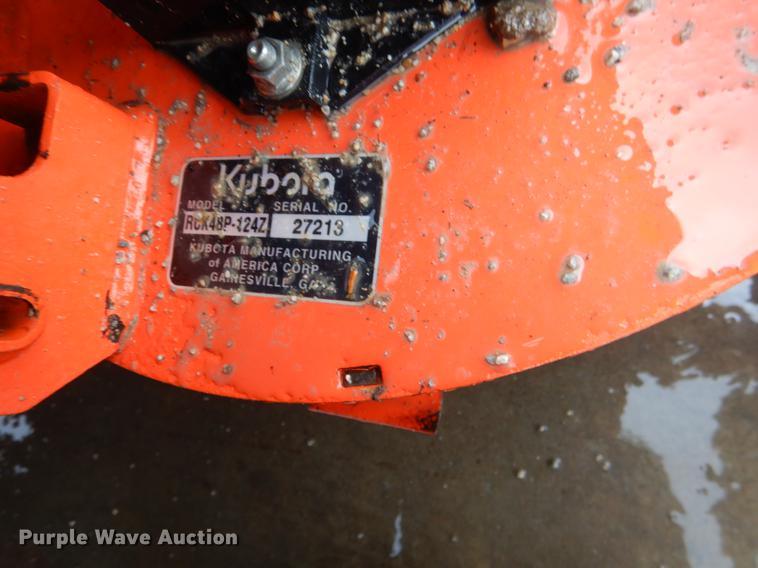 Kubota
MODEL SERIAL NO.
RCK48P-124Z 27213
KUBOTA MANUFACTURING
of AMERICA CORP.
GAINESVILLE, GA
Purple Wave Auction